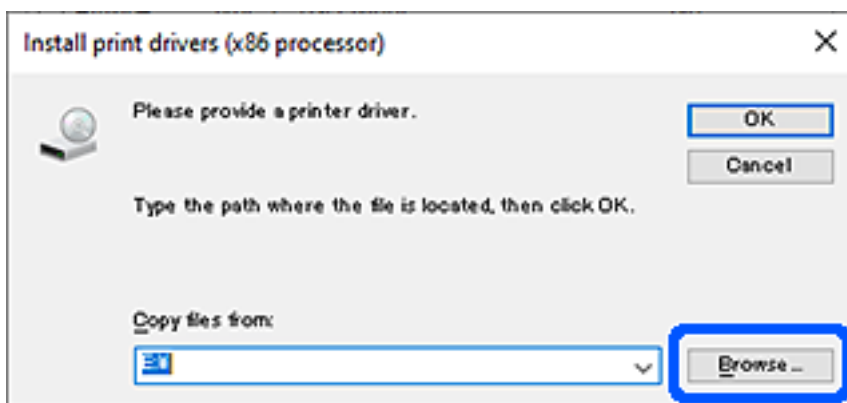 Install print drivers (x86 processor)
Please provide a printer driver.
OK
Cancel
Type the path where the file is located, then click OK.
Copy files from:
Browse...